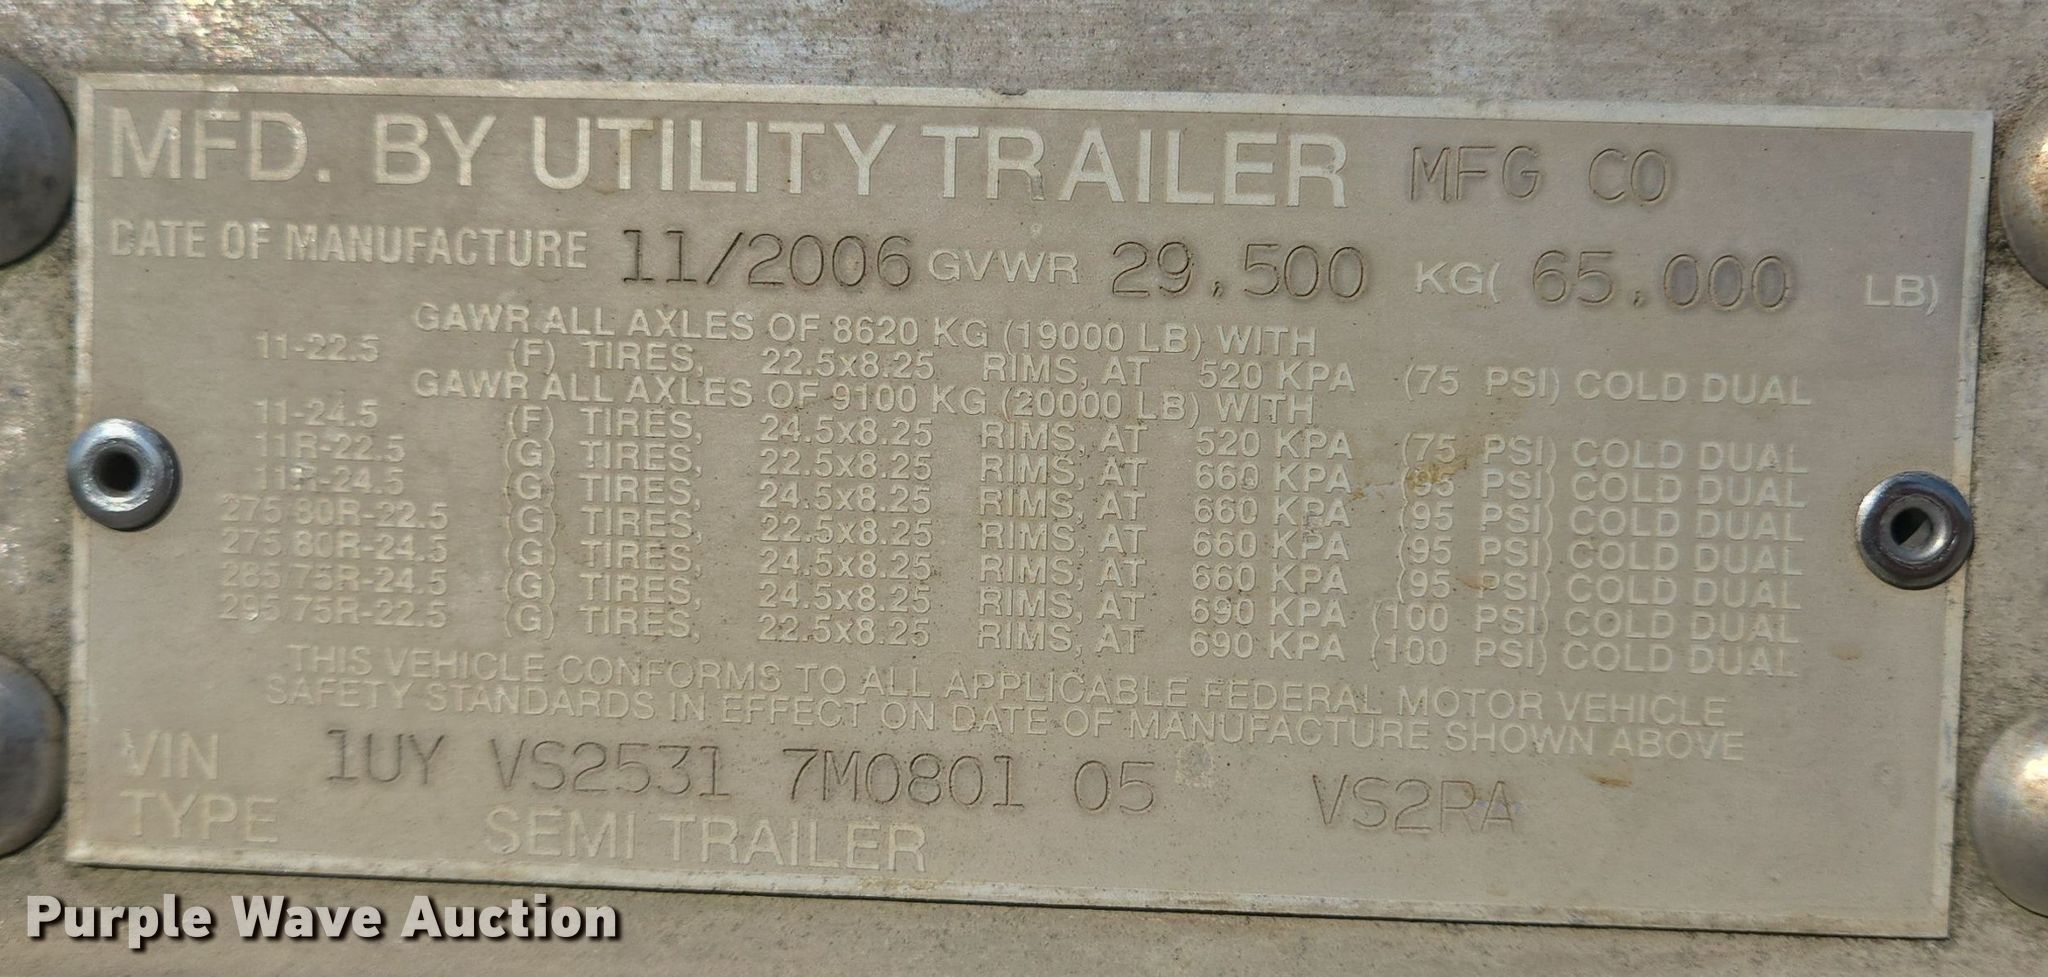 MFD. BY UTILITY TRAILER MFG CO
DATE OF MANUFACTURE 11/2006 GVWR 29,500 KG( 65,000 LB)
GAWR ALL AXLES OF 8620 KG (19000 LB) WITH
11-22.5 (F) TIRES, 22.5x8.25 RIMS, AT 520 KPA (75 PSI) COLD DUAL
GAWR ALL AXLES OF 9100 KG (20000 LB) WITH
11-24.5 (F) TIRES, 24.5x8.25 RIMS, AT 520 KPA (75 PSI) COLD DUAL
11R-22.5 (G) TIRES, 22.5x8.25 RIMS, AT 660 KPA (95 PSI) COLD DUAL
11R-24.5 (G) TIRES, 24.5x8.25 RIMS, AT 660 KPA (95 PSI) COLD DUAL
275 80R-22.5 (G) TIRES, 22.5x8.25 RIMS, AT 660 KPA (95 PSI) COLD DUAL
275 80R-24.5 (G) TIRES, 24.5x8.25 RIMS, AT 660 KPA (95 PSI) COLD DUAL
285 75R-24.5 (G) TIRES, 24.5x8.25 RIMS, AT 690 KPA (100 PSI) COLD DUAL
295 75R-22.5 (G) TIRES, 22.5x8.25 RIMS, AT 690 KPA (100 PSI) COLD DUAL
THIS VEHICLE CONFORMS TO ALL APPLICABLE FEDERAL MOTOR VEHICLE
SAFETY STANDARDS IN EFFECT ON DATE OF MANUFACTURE SHOWN ABOVE
VIN 1UY VS2531 7M0801 05 VS2RA
TYPE SEMI TRAILER
Purple Wave Auction